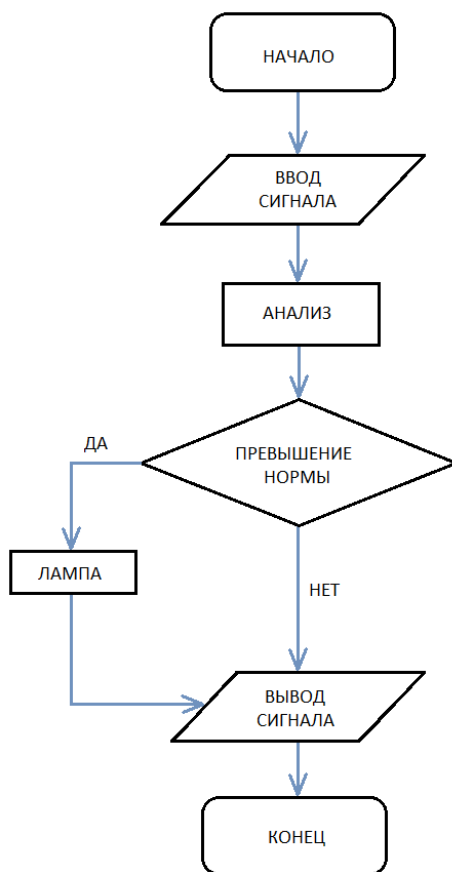 НАЧАЛО
ВВОД
СИГНАЛА
АНАЛИЗ
ПРЕВЫШЕНИЕ
НОРМЫ
ДА
ЛАМПА
НЕТ
ВЫВОД
СИГНАЛА
КОНЕЦ